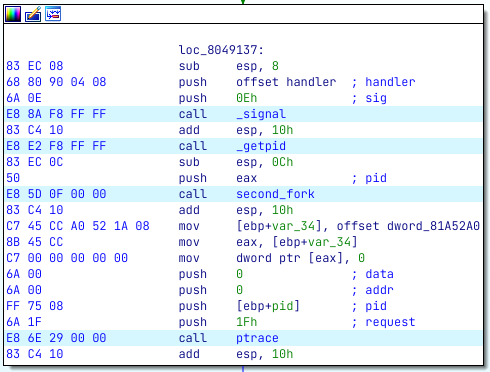 loc_8049137:
83 EC 08 sub esp, 8
68 80 90 04 08 push offset handler ; handler
6A 0E push 0Eh ; sig
E8 8A F8 FF FF call _signal
83 C4 10 add esp, 10h
E8 E2 F8 FF FF call _getpid
83 EC 0C sub esp, 0Ch
50 push eax ; pid
E8 5D 0F 00 00 call second_fork
83 C4 10 add esp, 10h
C7 45 CC A0 52 1A 08 mov [ebp+var_34], offset dword_81A52A0
8B 45 CC mov eax, [ebp+var_34]
C7 00 00 00 00 00 mov dword ptr [eax], 0
6A 00 push 0 ; data
6A 00 push 0 ; addr
FF 75 08 push [ebp+pid] ; pid
6A 1F push 1Fh ; request
E8 6E 29 00 00 call ptrace
83 C4 10 add esp, 10h